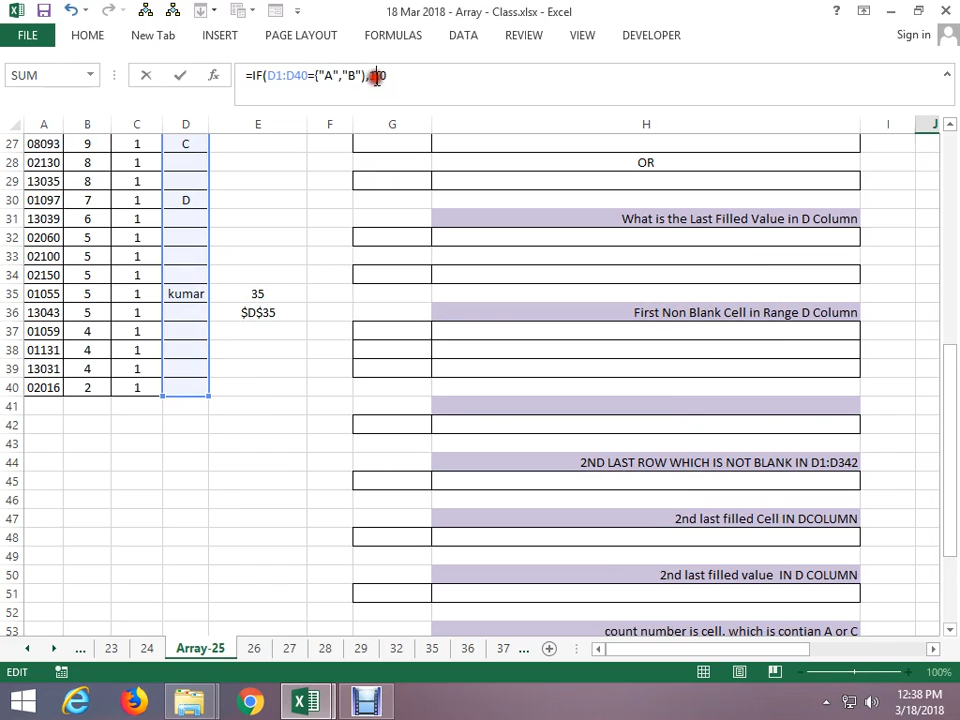 18 Mar 2018 - Array - Class.xlsx - Excel
FILE HOME New Tab INSERT PAGE LAYOUT FORMULAS DATA REVIEW VIEW Sign in
SUM =IF(D1:D40={"A","B"),
A B C D E F G H I J
27 08093 9 1 C
28 02130 8 1 OR
29 13035 8 1
30 01097 7 1 D
31 13039 6 1 What is the Last Filled Value in D Column
32 02060 5 1
33 02100 5 1
34 02150 5 1
35 01055 5 1 kumar 35
36 13043 5 1 $D$35 First Non Blank Cell in Range D Column
37 01059 4 1
38 01131 4 1
39 13031 4 1
40 02016 2 1
41
42
43
44 2ND LAST ROW WHICH IS NOT BLANK IN D1:D342
45
46
47 2nd last filled Cell IN DCOLUMN
48
49
50 2nd last filled value IN D COLUMN
51
52
53 count number is cell. which is contian A or C
... 23 24 Array-25 26 27 28 29 32 35 36 37 ...
EDIT 100%
12:38 PM
3/18/2018